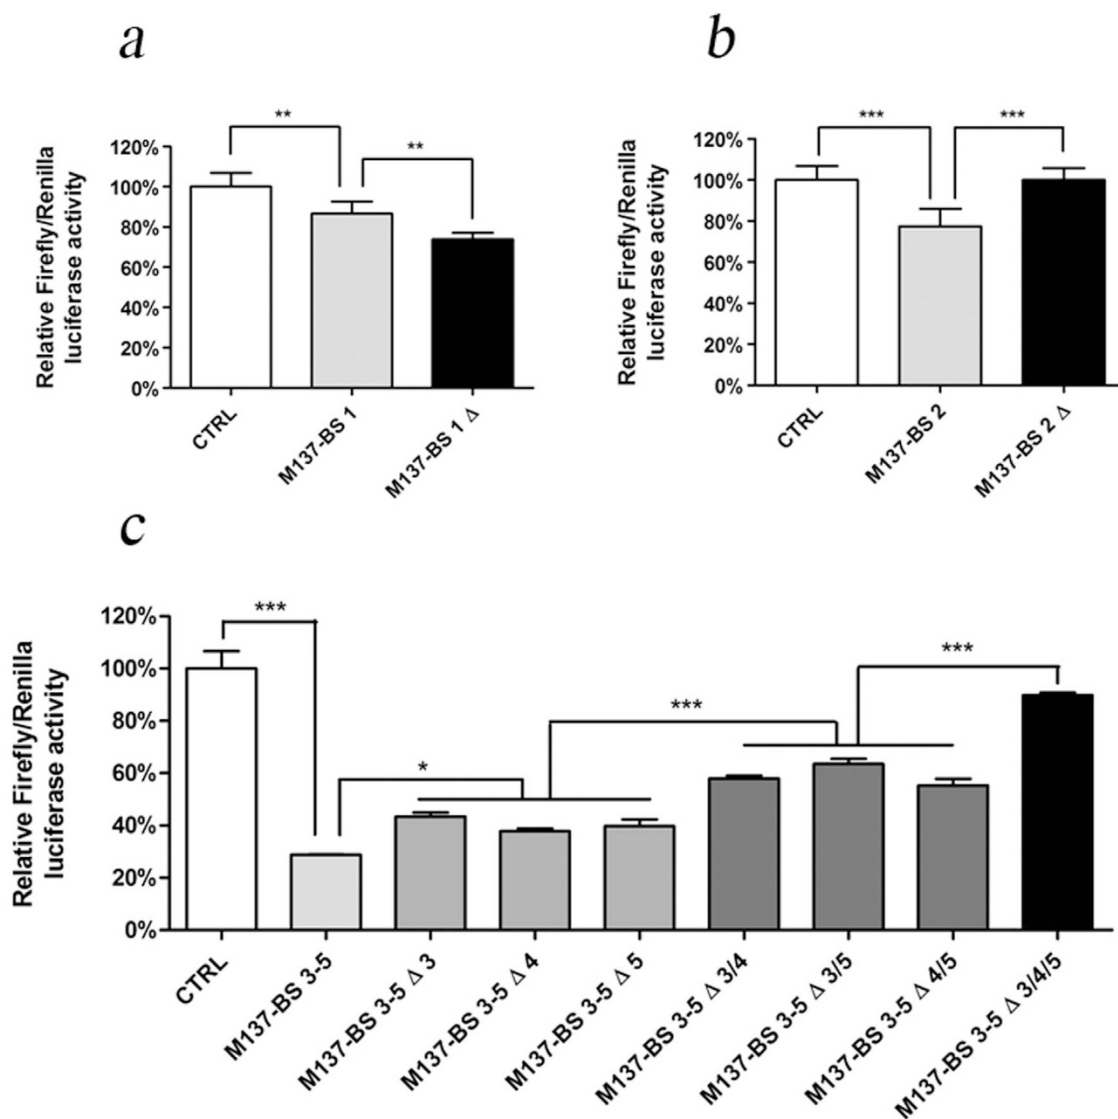 a
**
**
Relative Firefly/Renilla
luciferase activity
120%
100%
80%
60%
40%
20%
0%
CTRL
M137-BS 1
M137-BS 1 Δ
b
***
***
Relative Firefly/Renilla
luciferase activity
120%
100%
80%
60%
40%
20%
0%
CTRL
M137-BS 2
M137-BS 2 Δ
c
***
*
***
***
Relative Firefly/Renilla
luciferase activity
120%
100%
80%
60%
40%
20%
0%
CTRL
M137-BS 3-5
M137-BS 3-5 Δ 3
M137-BS 3-5 Δ 4
M137-BS 3-5 Δ 5
M137-BS 3-5 Δ 3/4
M137-BS 3-5 Δ 3/5
M137-BS 3-5 Δ 4/5
M137-BS 3-5 Δ 3/4/5